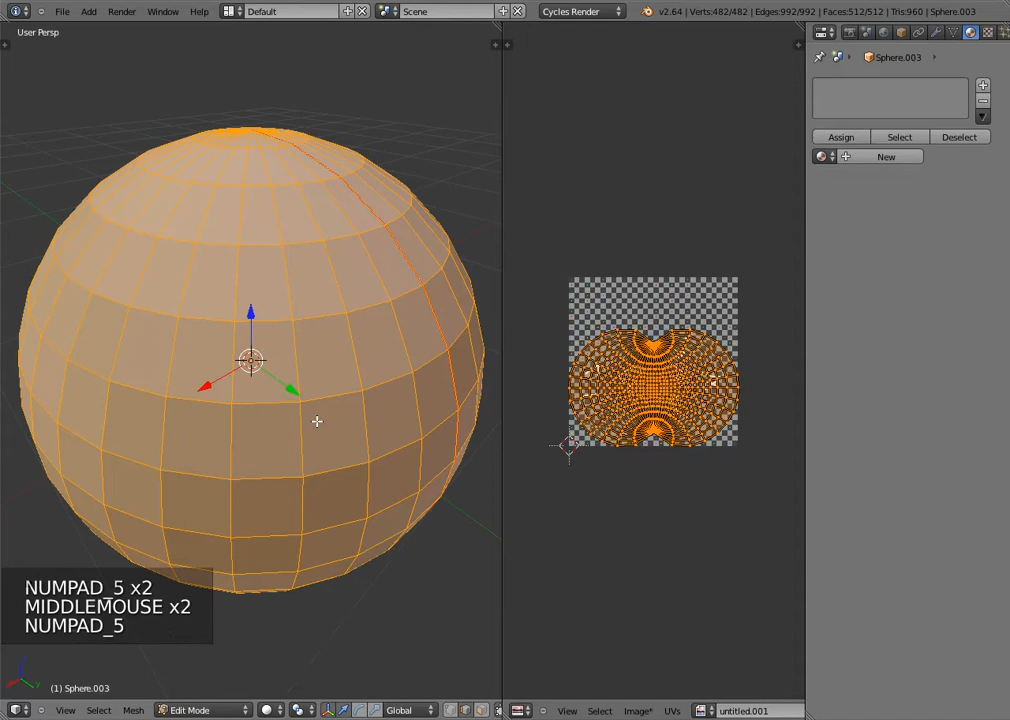 File Add Render Window Help Default Scene Cycles Render v2.64 | Verts:482/482 | Edges:992/992 | Faces:512/512 | Tris:960 | Sphere.003
User Persp
Sphere.003
Assign Select Deselect
New
NUMPAD_5 x2
MIDDLEMOUSE x2
NUMPAD_5
(1) Sphere.003
View Select Mesh Edit Mode Global View Select Image* UVs untitled.001